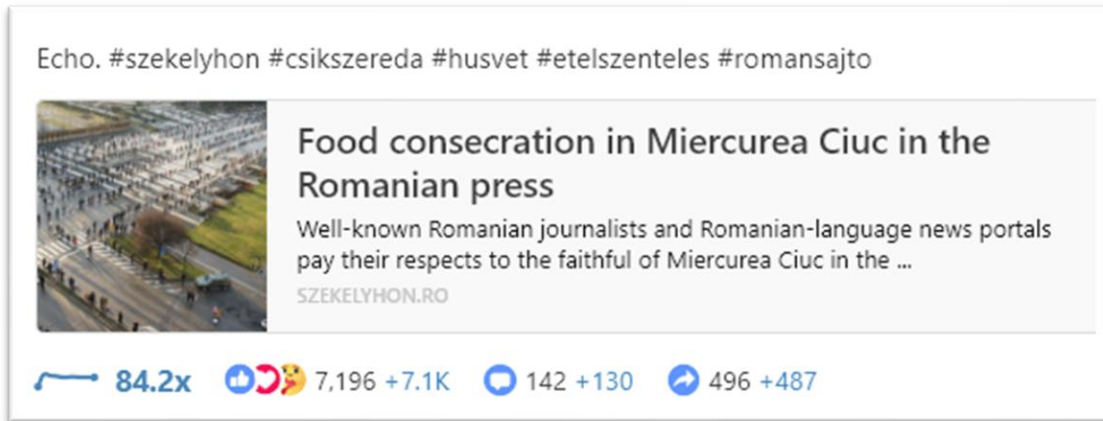 Echo. #szekelyhon #csikszereda #husvet #etelszenteles #romansajto
Food consecration in Miercurea Ciuc in the
Romanian press
Well-known Romanian journalists and Romanian-language news portals
pay their respects to the faithful of Miercurea Ciuc in the ...
SZEKELYHON.RO
84.2x 7,196 +7.1K 142 +130 496 +487